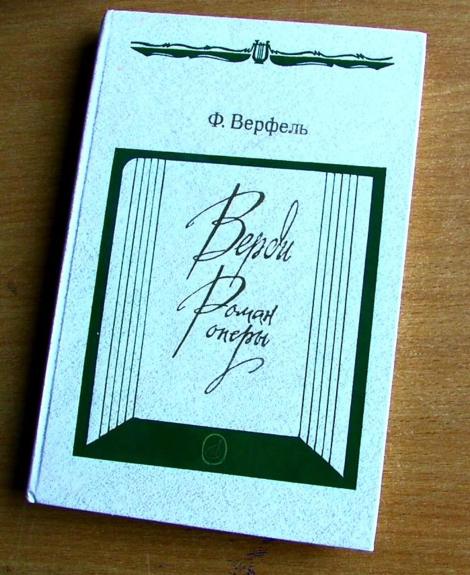 Ф. Верфель
Верди
Роман
оперы